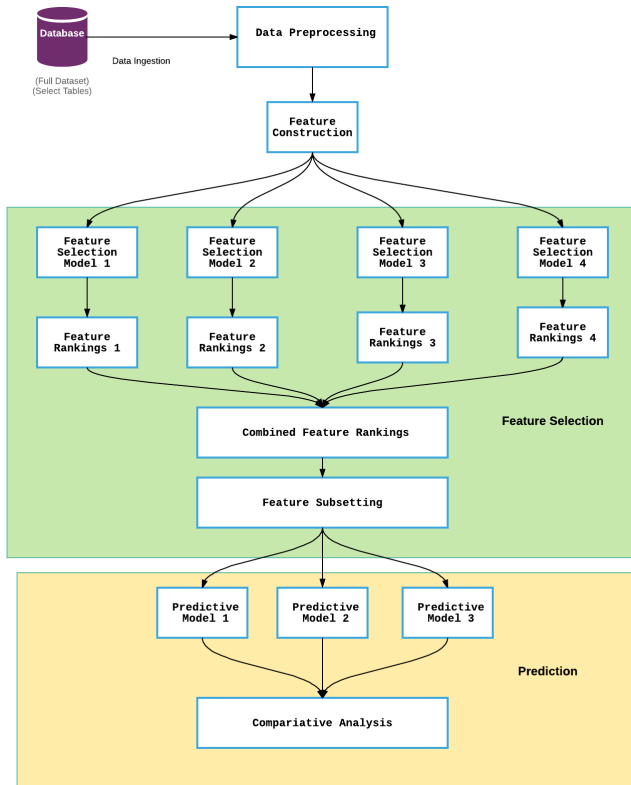 Database
Data Preprocessing
Data Ingestion
(Full Dataset)
(Select Tables)
Feature
Construction
Feature
Selection
Model 1
Feature
Selection
Model 2
Feature
Selection
Model 3
Feature
Selection
Model 4
Feature
Rankings 1
Feature
Rankings 2
Feature
Rankings 3
Feature
Rankings 4
Combined Feature Rankings
Feature Selection
Feature Subsetting
Predictive
Model 1
Predictive
Model 2
Predictive
Model 3
Prediction
Compariative Analysis